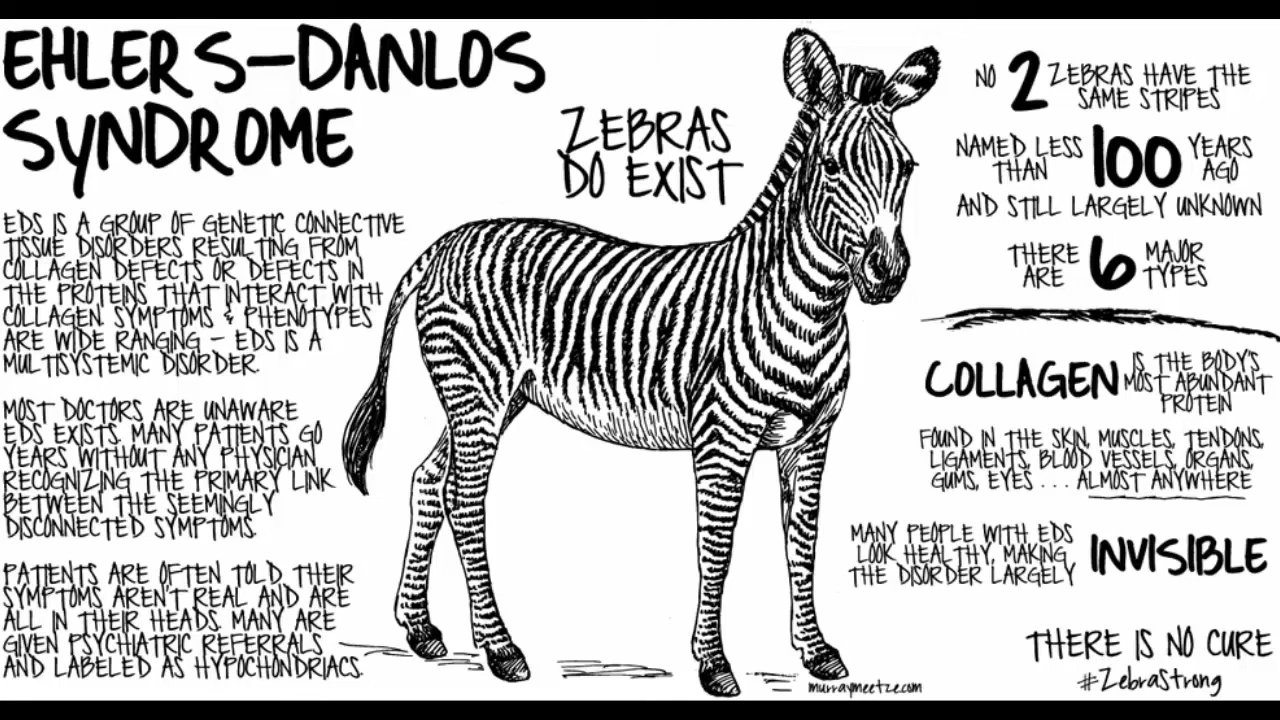 EHLERS-DANLOS
SYNDROME
EDS IS A GROUP OF GENETIC CONNECTIVE
TISSUE DISORDERS RESULTING FROM
COLLAGEN DEFECTS OR DEFECTS IN
THE PROTEINS THAT INTERACT WITH
COLLAGEN. SYMPTOMS & PHENOTYPES
ARE WIDE RANGING - EDS IS A
MULTISYSTEMIC DISORDER.
MOST DOCTORS ARE UNAWARE
EDS EXISTS. MANY PATIENTS GO
YEARS WITHOUT ANY PHYSICIAN
RECOGNIZING THE PRIMARY LINK
BETWEEN THE SEEMINGLY
DISCONNECTED SYMPTOMS.
PATIENTS ARE OFTEN TOLD THEIR
SYMPTOMS AREN'T REAL AND ARE
ALL IN THEIR HEADS. MANY ARE
GIVEN PSYCHIATRIC REFERRALS
AND LABELED AS HYPOCHONDRIACS.
ZEBRAS
DO EXIST
NO 2 ZEBRAS HAVE THE
SAME STRIPES
NAMED LESS
THAN 100 YEARS
AGO
AND STILL LARGELY UNKNOWN
THERE
ARE 6 MAJOR
TYPES
COLLAGEN IS THE BODY'S
MOST ABUNDANT
PROTEIN
FOUND IN THE SKIN, MUSCLES, TENDONS,
LIGAMENTS, BLOOD VESSELS, ORGANS,
GUMS, EYES . . . ALMOST ANYWHERE
MANY PEOPLE WITH EDS
LOOK HEALTHY, MAKING
THE DISORDER LARGELY INVISIBLE
THERE IS NO CURE
#ZebraStrong
murraymeetze.com